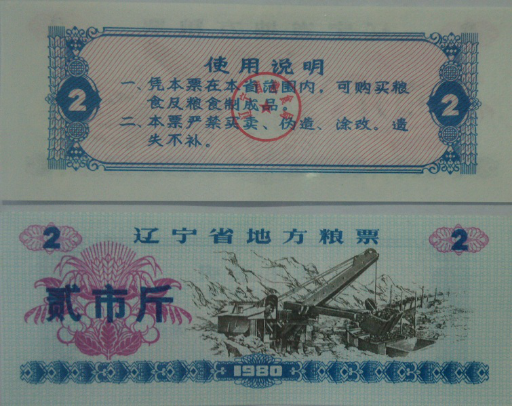 使用说明
一、凭本票在本省范围内，可购买粮
2
食及粮食制成品。
2
二、本票严禁买卖、伪造、涂改。遗
失不补。
2
辽宁省地方粮票
2
贰市斤
1980